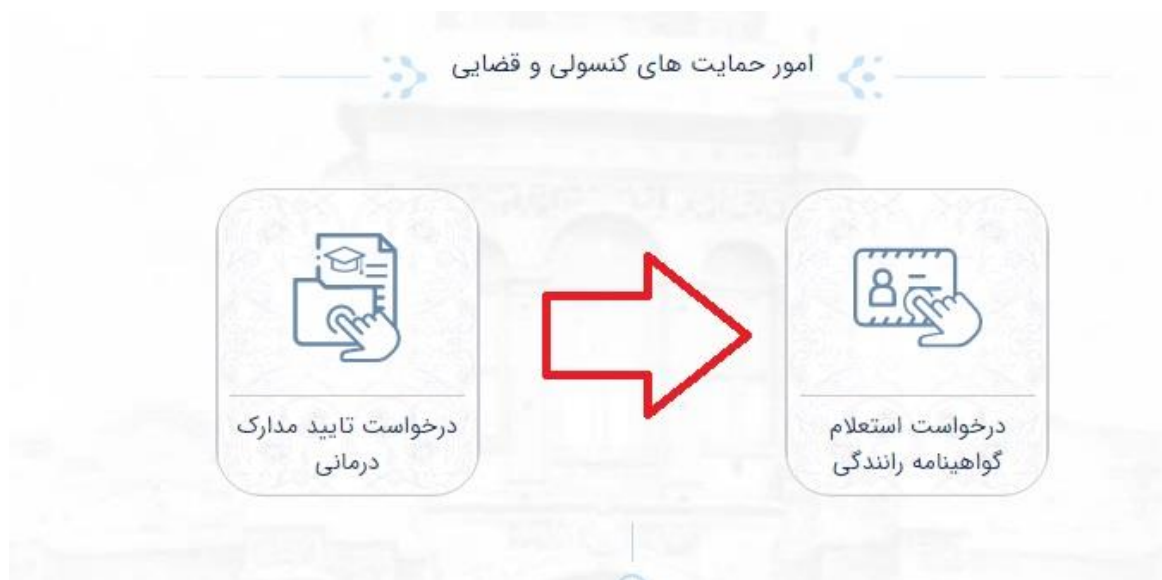 امور حمایت های کنسولی و قضایی
درخواست استعلام
گواهینامه رانندگی
درخواست تایید مدارک
درمانی